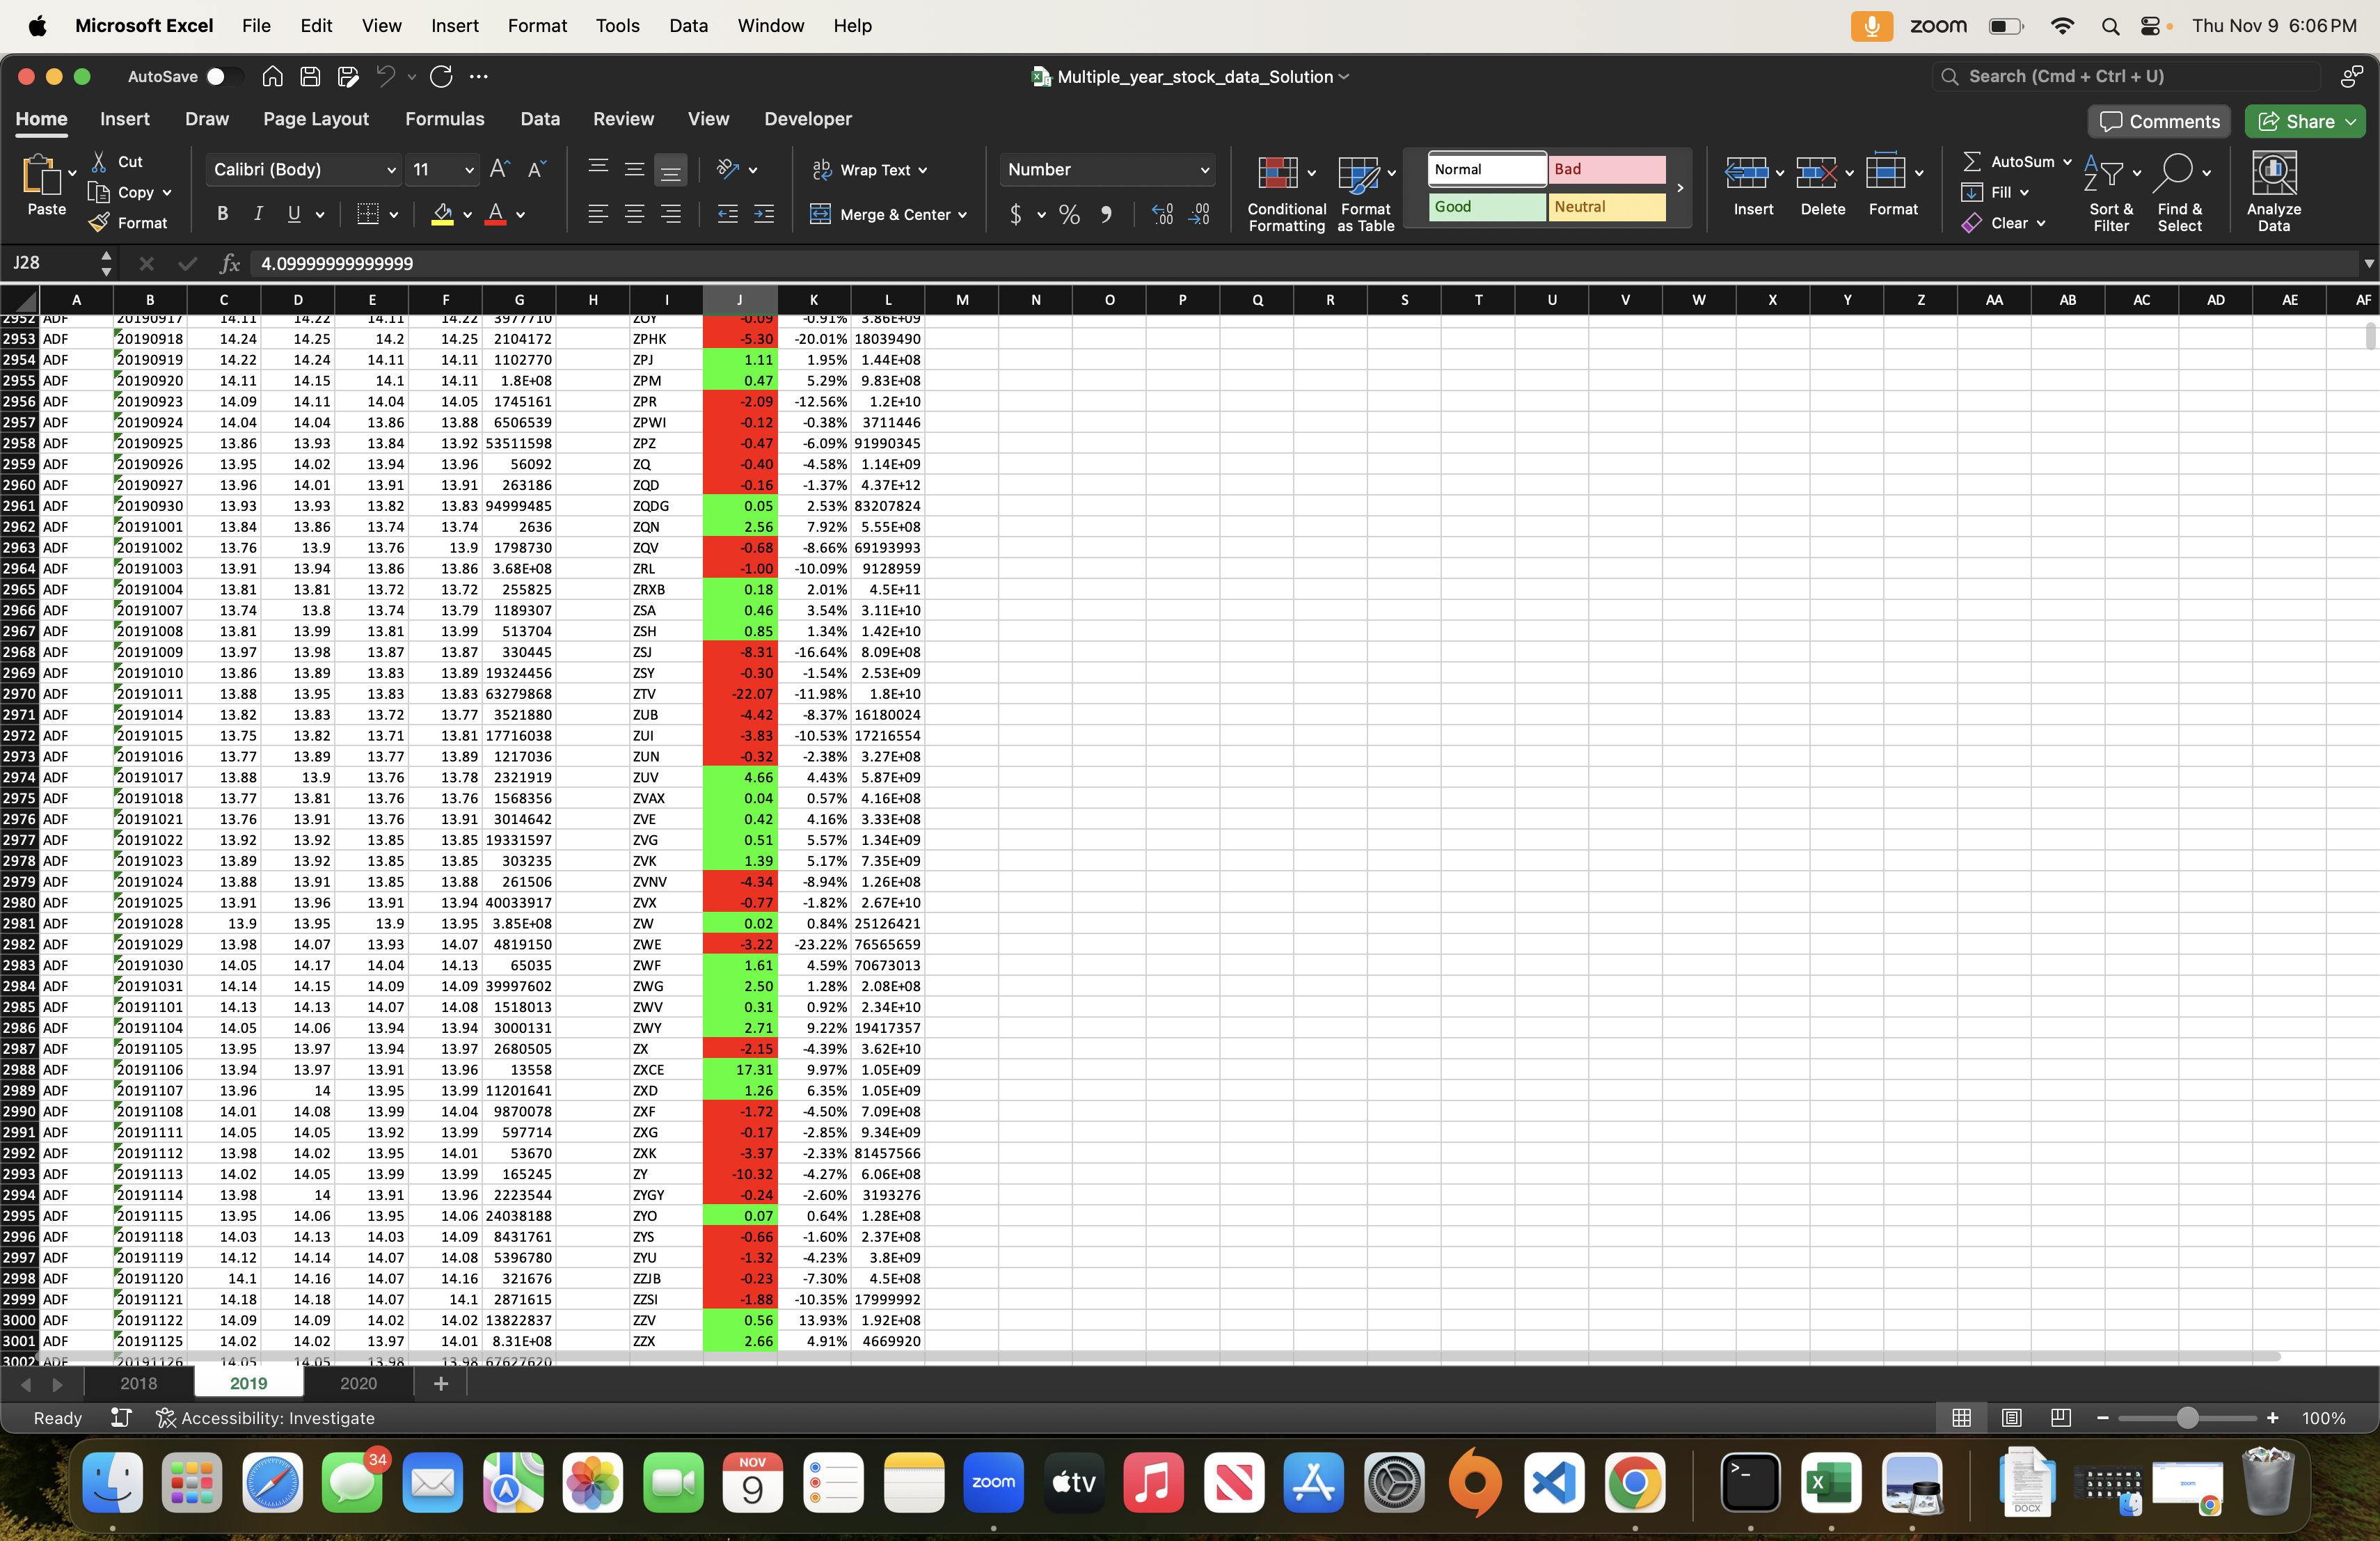 Microsoft Excel File Edit View Insert Format Tools Data Window Help zoom Thu Nov 9 6:06 PM
AutoSave Multiple_year_stock_data_Solution Search (Cmd + Ctrl + U)
Home Insert Draw Page Layout Formulas Data Review View Developer Comments Share
Paste Cut Copy Format
Calibri (Body) 11 A^ Aˇ
B I U A
Wrap Text
Merge & Center
Number
$ % 9 .00 .00
Conditional Formatting Format as Table
Normal Bad
Good Neutral
Insert Delete Format
AutoSum
Fill
Clear
Sort & Filter Find & Select Analyze Data
J28 fx 4.09999999999999
A B C D E F G H I J K L M N O P Q R S T U V W X Y Z AA AB AC AD AE AF
2952 ADF 20190917 14.11 14.22 14.11 14.22 3977710 ZOY -0.09 -0.91% 3.86E+09
2953 ADF 20190918 14.24 14.25 14.2 14.25 2104172 ZPHK -5.30 -20.01% 18039490
2954 ADF 20190919 14.22 14.24 14.11 14.11 1102770 ZPJ 1.11 1.95% 1.44E+08
2955 ADF 20190920 14.11 14.15 14.1 14.11 1.8E+08 ZPM 0.47 5.29% 9.83E+08
2956 ADF 20190923 14.09 14.11 14.04 14.05 1745161 ZPR -2.09 -12.56% 1.2E+10
2957 ADF 20190924 14.04 14.04 13.86 13.88 6506539 ZPWI -0.12 -0.38% 3711446
2958 ADF 20190925 13.86 13.93 13.84 13.92 53511598 ZPZ -0.47 -6.09% 91990345
2959 ADF 20190926 13.95 14.02 13.94 13.96 56092 ZQ -0.40 -4.58% 1.14E+09
2960 ADF 20190927 13.96 14.01 13.91 13.91 263186 ZQD -0.16 -1.37% 4.37E+12
2961 ADF 20190930 13.93 13.93 13.82 13.83 94999485 ZQDG 0.05 2.53% 83207824
2962 ADF 20191001 13.84 13.86 13.74 13.74 2636 ZQN 2.56 7.92% 5.55E+08
2963 ADF 20191002 13.76 13.9 13.76 13.9 1798730 ZQV -0.68 -8.66% 69193993
2964 ADF 20191003 13.91 13.94 13.86 13.86 3.68E+08 ZRL -1.00 -10.09% 9128959
2965 ADF 20191004 13.81 13.81 13.72 13.72 255825 ZRXB 0.18 2.01% 4.5E+11
2966 ADF 20191007 13.74 13.8 13.74 13.79 1189307 ZSA 0.46 3.54% 3.11E+10
2967 ADF 20191008 13.81 13.99 13.81 13.99 513704 ZSH 0.85 1.34% 1.42E+10
2968 ADF 20191009 13.97 13.98 13.87 13.87 330445 ZSJ -8.31 -16.64% 8.09E+08
2969 ADF 20191010 13.86 13.89 13.83 13.89 19324456 ZSY -0.30 -1.54% 2.53E+09
2970 ADF 20191011 13.88 13.95 13.83 13.83 63279868 ZTV -22.07 -11.98% 1.8E+10
2971 ADF 20191014 13.82 13.83 13.72 13.77 3521880 ZUB -4.42 -8.37% 16180024
2972 ADF 20191015 13.75 13.82 13.71 13.81 17716038 ZUI -3.83 -10.53% 17216554
2973 ADF 20191016 13.77 13.89 13.77 13.89 1217036 ZUN -0.32 -2.38% 3.27E+08
2974 ADF 20191017 13.88 13.9 13.76 13.78 2321919 ZUV 4.66 4.43% 5.87E+09
2975 ADF 20191018 13.77 13.81 13.76 13.76 1568356 ZVAX 0.04 0.57% 4.16E+08
2976 ADF 20191021 13.76 13.91 13.76 13.91 3014642 ZVE 0.42 4.16% 3.33E+08
2977 ADF 20191022 13.92 13.92 13.85 13.85 19331597 ZVG 0.51 5.57% 1.34E+09
2978 ADF 20191023 13.89 13.92 13.85 13.85 303235 ZVK 1.39 5.17% 7.35E+09
2979 ADF 20191024 13.88 13.91 13.85 13.88 261506 ZVNV -4.34 -8.94% 1.26E+08
2980 ADF 20191025 13.91 13.96 13.91 13.94 40033917 ZVX -0.77 -1.82% 2.67E+10
2981 ADF 20191028 13.9 13.95 13.9 13.95 3.85E+08 ZW 0.02 0.84% 25126421
2982 ADF 20191029 13.98 14.07 13.93 14.07 4819150 ZWE -3.22 -23.22% 76565659
2983 ADF 20191030 14.05 14.17 14.04 14.13 65035 ZWF 1.61 4.59% 70673013
2984 ADF 20191031 14.14 14.15 14.09 14.09 39997602 ZWG 2.50 1.28% 2.08E+08
2985 ADF 20191101 14.13 14.13 14.07 14.08 1518013 ZWV 0.31 0.92% 2.34E+10
2986 ADF 20191104 14.05 14.06 13.94 13.94 3000131 ZWY 2.71 9.22% 19417357
2987 ADF 20191105 13.95 13.97 13.94 13.97 2680505 ZX -2.15 -4.39% 3.62E+10
2988 ADF 20191106 13.94 13.97 13.91 13.96 13558 ZXCE 17.31 9.97% 1.05E+09
2989 ADF 20191107 13.96 14 13.95 13.99 11201641 ZXD 1.26 6.35% 1.05E+09
2990 ADF 20191108 14.01 14.08 13.99 14.04 9870078 ZXF -1.72 -4.50% 7.09E+08
2991 ADF 20191111 14.05 14.05 13.92 13.99 597714 ZXG -0.17 -2.85% 9.34E+09
2992 ADF 20191112 13.98 14.02 13.95 14.01 53670 ZXK -3.37 -2.33% 81457566
2993 ADF 20191113 14.02 14.05 13.99 13.99 165245 ZY -10.32 -4.27% 6.06E+08
2994 ADF 20191114 13.98 14 13.91 13.96 2223544 ZYGY -0.24 -2.60% 3193276
2995 ADF 20191115 13.95 14.06 13.95 14.06 24038188 ZYO 0.07 0.64% 1.28E+08
2996 ADF 20191118 14.03 14.13 14.03 14.09 8431761 ZYS -0.66 -1.60% 2.37E+08
2997 ADF 20191119 14.12 14.14 14.07 14.08 5396780 ZYU -1.32 -4.23% 3.8E+09
2998 ADF 20191120 14.1 14.16 14.07 14.16 321676 ZZJB -0.23 -7.30% 4.5E+08
2999 ADF 20191121 14.18 14.18 14.07 14.1 2871615 ZZSI -1.88 -10.35% 17999992
3000 ADF 20191122 14.09 14.09 14.02 14.02 13822837 ZZV 0.56 13.93% 1.92E+08
3001 ADF 20191125 14.02 14.02 13.97 14.01 8.31E+08 ZZX 2.66 4.91% 4669920
3002 ADF 20191126 14.05 14.05 13.98 13.98 67627620
2018 2019 2020 +
Ready Accessibility: Investigate 100%
34 NOV 9 zoom tv >_ X DOCX zoom